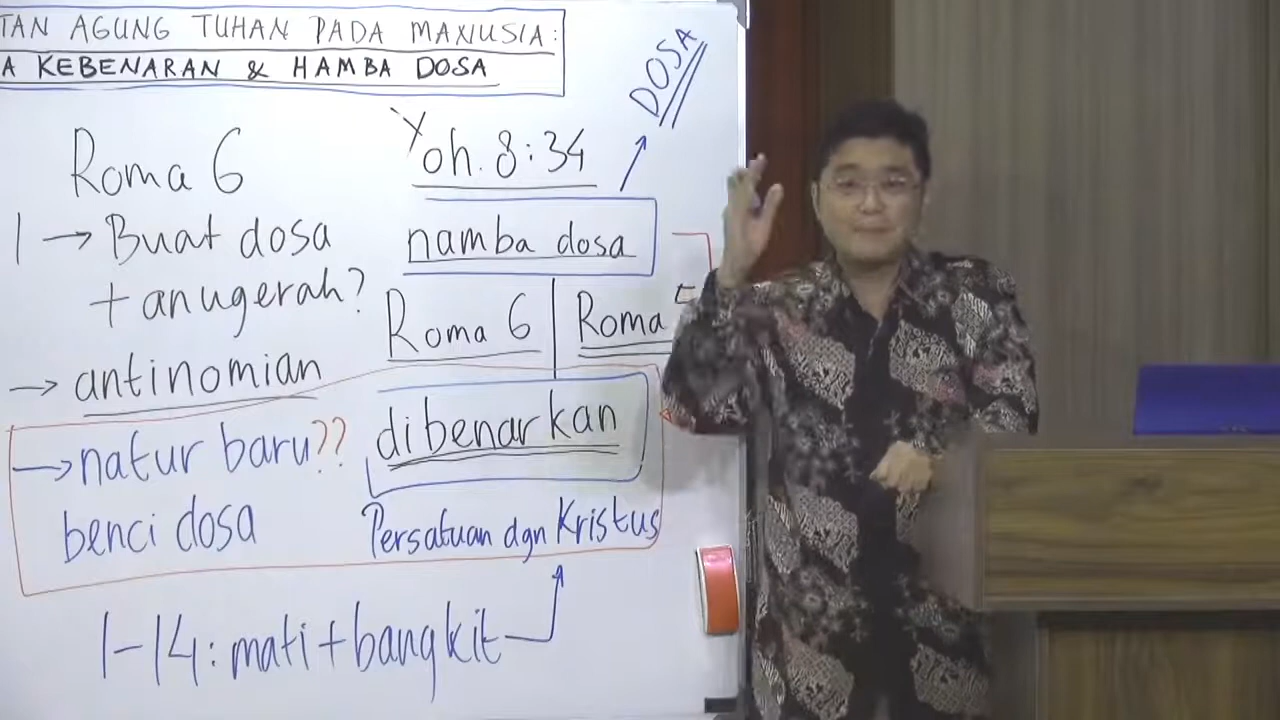 TAN AGUNG TUHAN PADA MANUSIA:
A KEBENARAN & HAMBA DOSA
Roma 6
1 → Buat dosa
+ anugerah?
→ antinomian
→ natur baru??
benci dosa
1-14: mati + bangkit
Yoh. 8:34
DOSA
hamba dosa
Roma 6
Roma
dibenarkan
Persatuan dgn Kristus